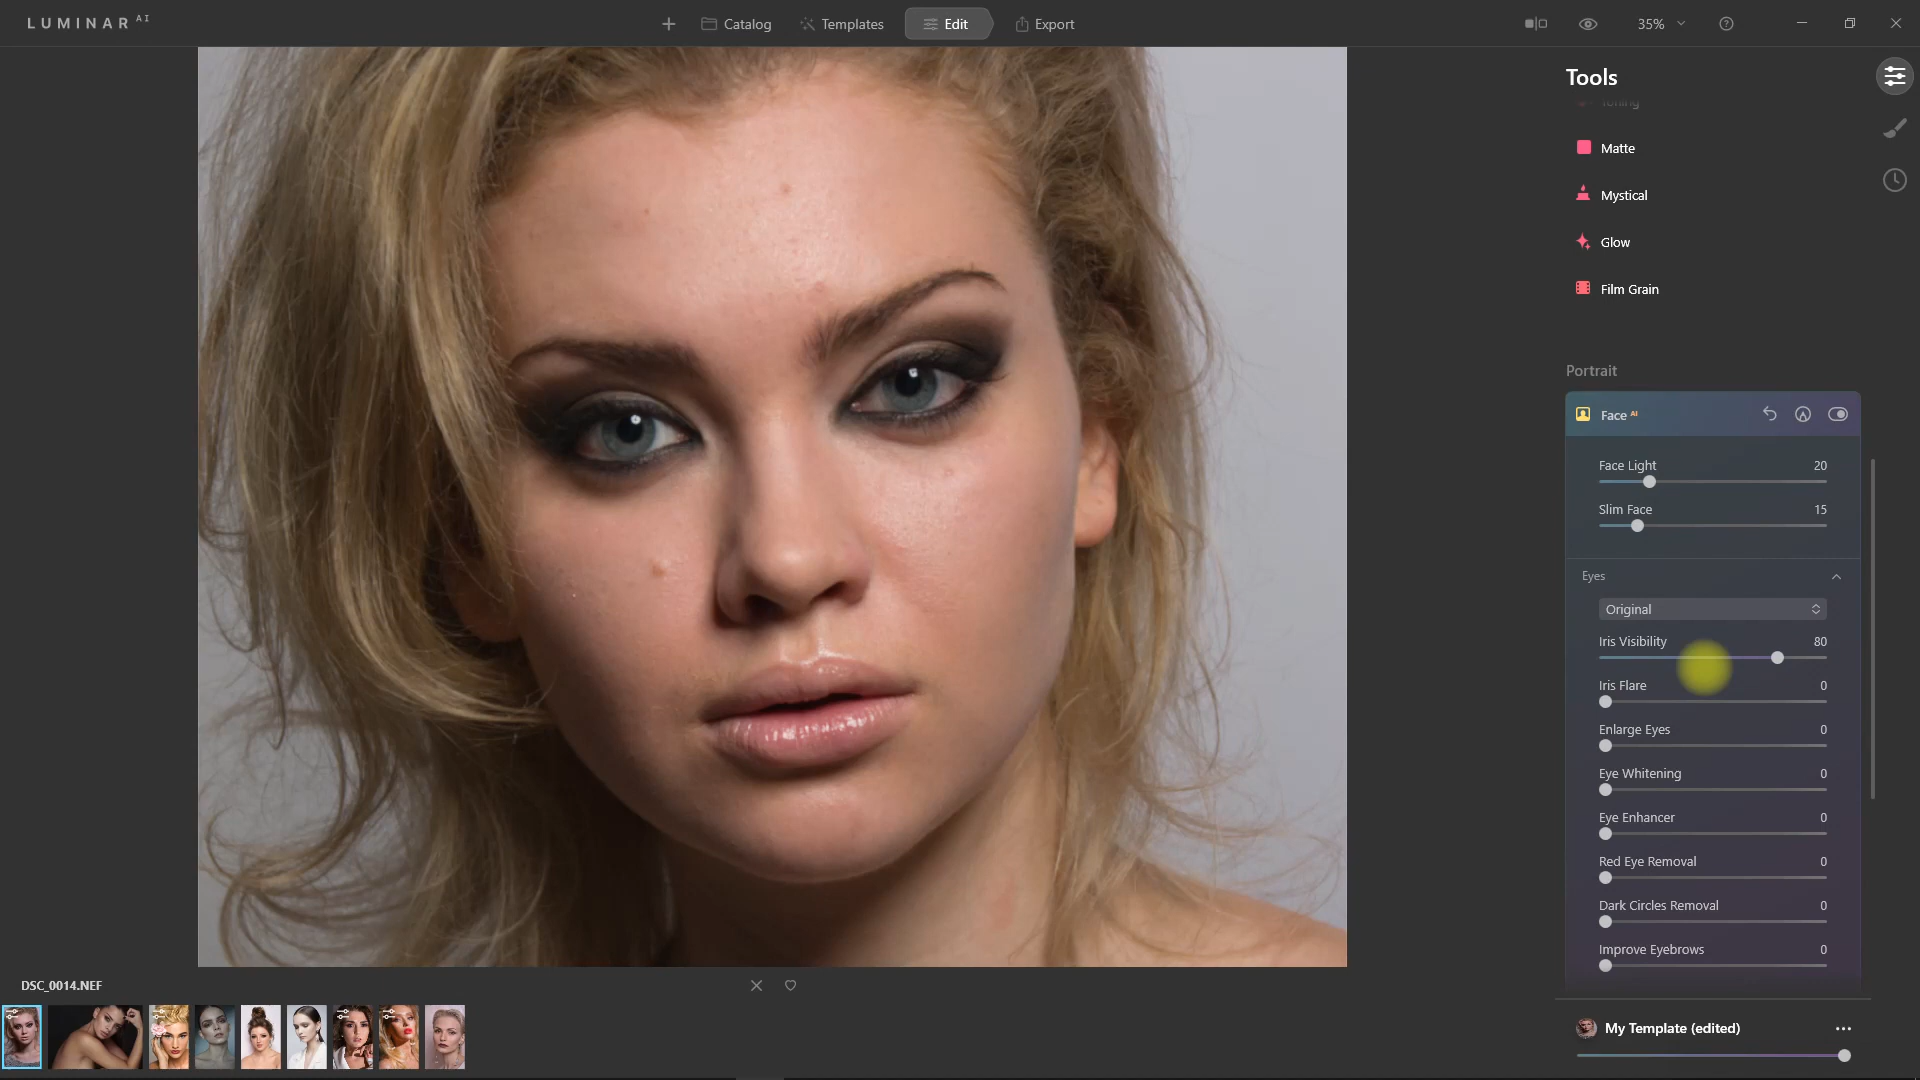 LUMINAR AI
Catalog
Templates
Edit
Export
35%
Tools
Toning
Matte
Mystical
Glow
Film Grain
Portrait
Face AI
Face Light 20
Slim Face 15
Eyes
Original
Iris Visibility 80
Iris Flare 0
Enlarge Eyes 0
Eye Whitening 0
Eye Enhancer 0
Red Eye Removal 0
Dark Circles Removal 0
Improve Eyebrows 0
DSC_0014.NEF
My Template (edited)